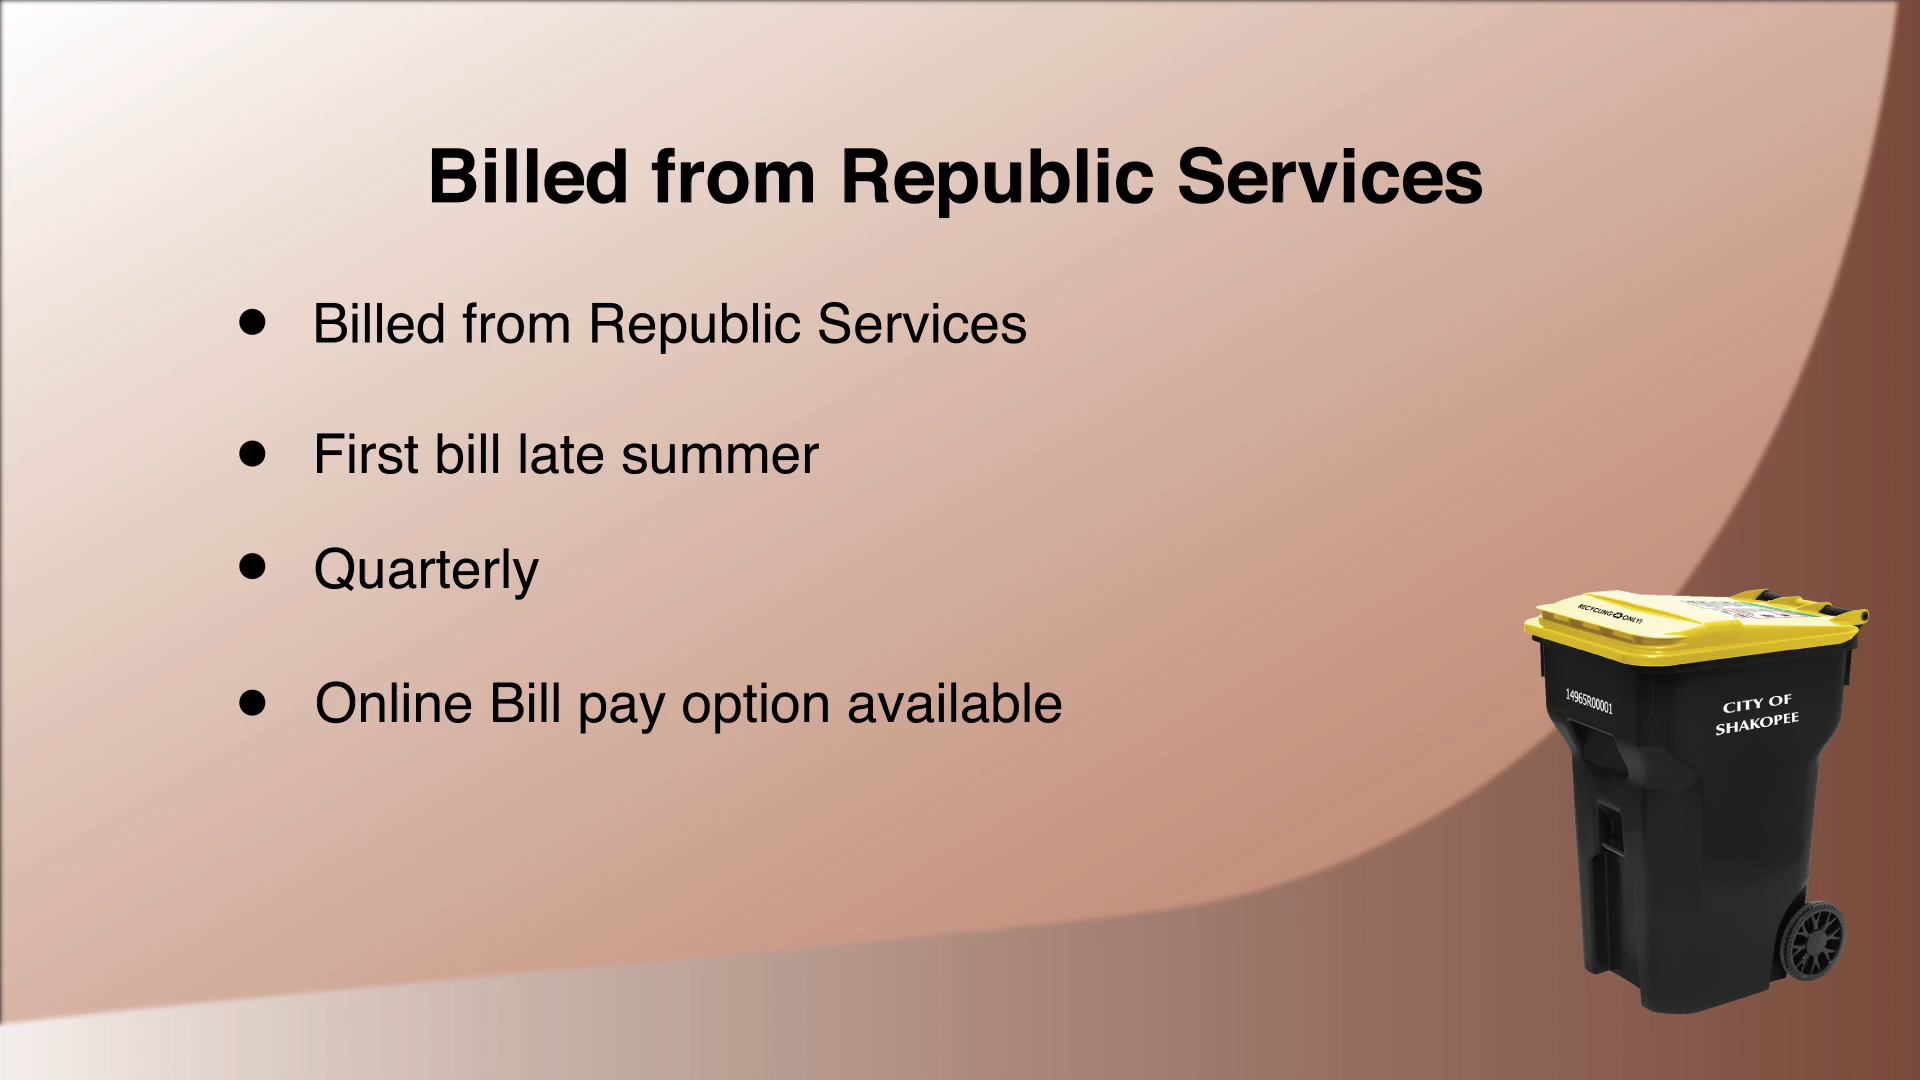 Billed from Republic Services
● Billed from Republic Services
● First bill late summer
● Quarterly
● Online Bill pay option available
RECYCLING ONLY!
14965R00001
CITY OF
SHAKOPEE